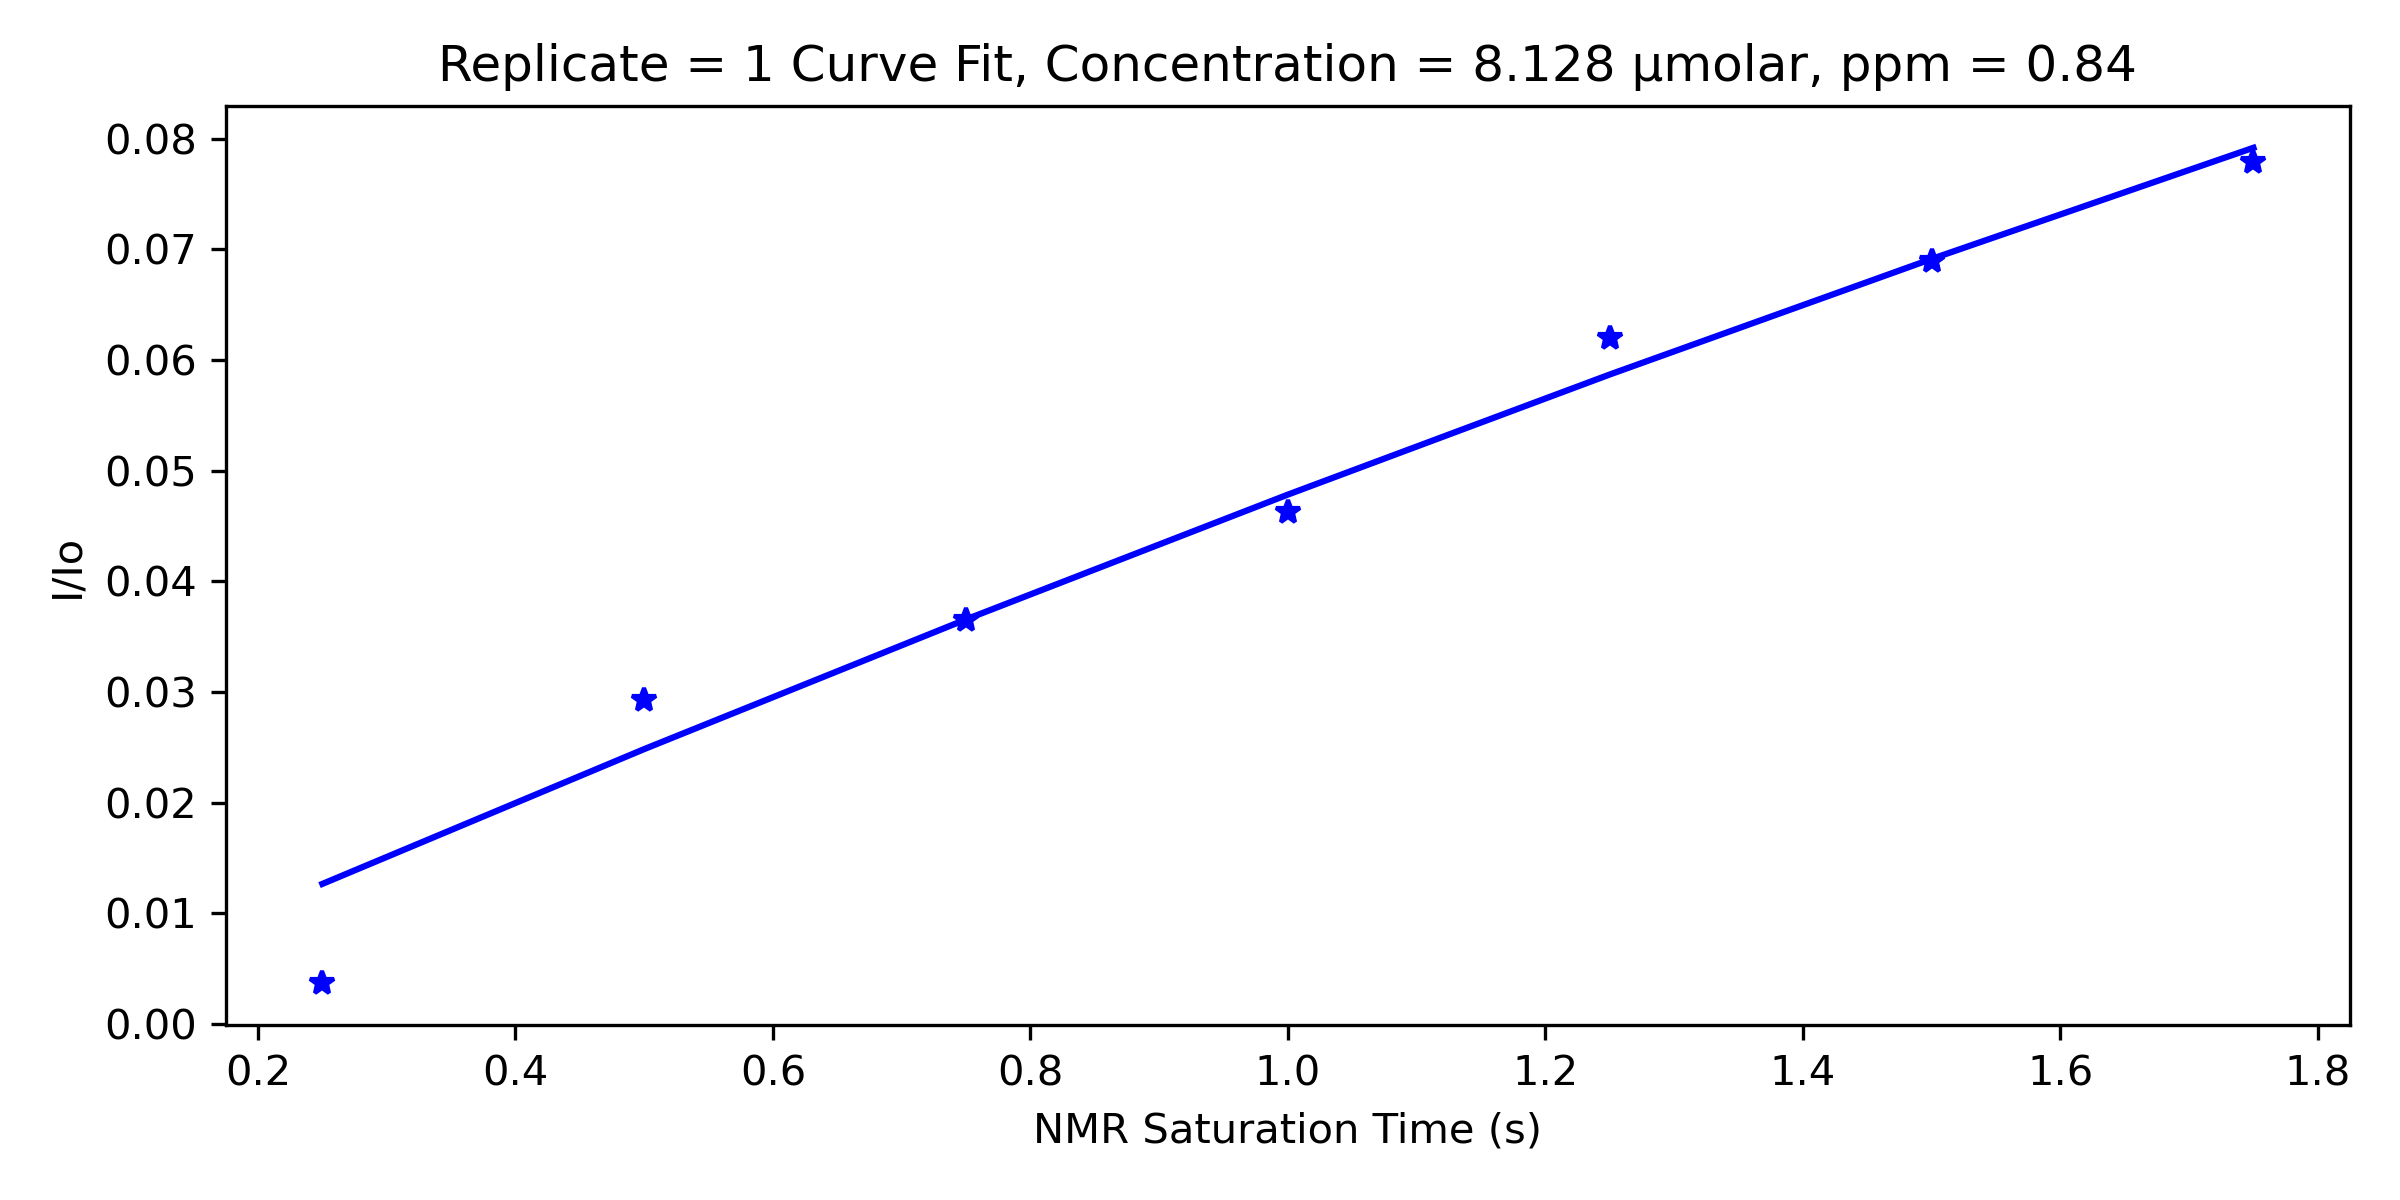 Replicate = 1 Curve Fit, Concentration = 8.128 µmolar, ppm = 0.84
0.08
0.07
0.06
0.05
0.04
0.03
0.02
0.01
0.00
I/Io
0.2 0.4 0.6 0.8 1.0 1.2 1.4 1.6 1.8
NMR Saturation Time (s)